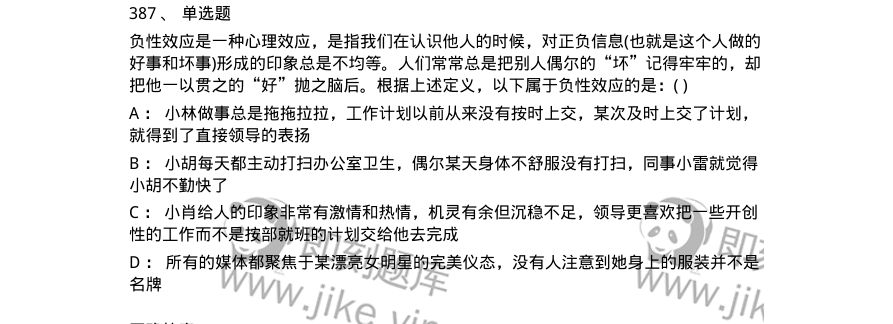 387 、 单选题
负性效应是一种心理效应，是指我们在认识他人的时候，对正负信息(也就是这个人做的
好事和坏事)形成的印象总是不均等。人们常常总是把别人偶尔的“坏”记得牢牢的，却
把他一以贯之的“好”抛之脑后。根据上述定义，以下属于负性效应的是：( )
A ： 小林做事总是拖拖拉拉，工作计划以前从来没有按时上交，某次及时上交了计划，
就得到了直接领导的表扬
B ： 小胡每天都主动打扫办公室卫生，偶尔某天身体不舒服没有打扫，同事小雷就觉得
小胡不勤快了
C ： 小肖给人的印象非常有激情和热情，机灵有余但沉稳不足，领导更喜欢把一些开创
性的工作而不是按部就班的计划交给他去完成
D ： 所有的媒体都聚焦于某漂亮女明星的完美仪态，没有人注意到她身上的服装并不是
名牌
即刻题库
www.jike.vip
即刻
www.jike